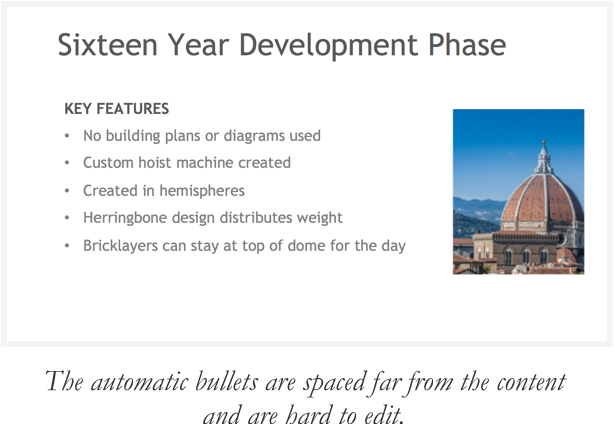 Sixteen Year Development Phase
KEY FEATURES
• No building plans or diagrams used
• Custom hoist machine created
• Created in hemispheres
• Herringbone design distributes weight
• Bricklayers can stay at top of dome for the day
The automatic bullets are spaced far from the content
and are hard to edit.